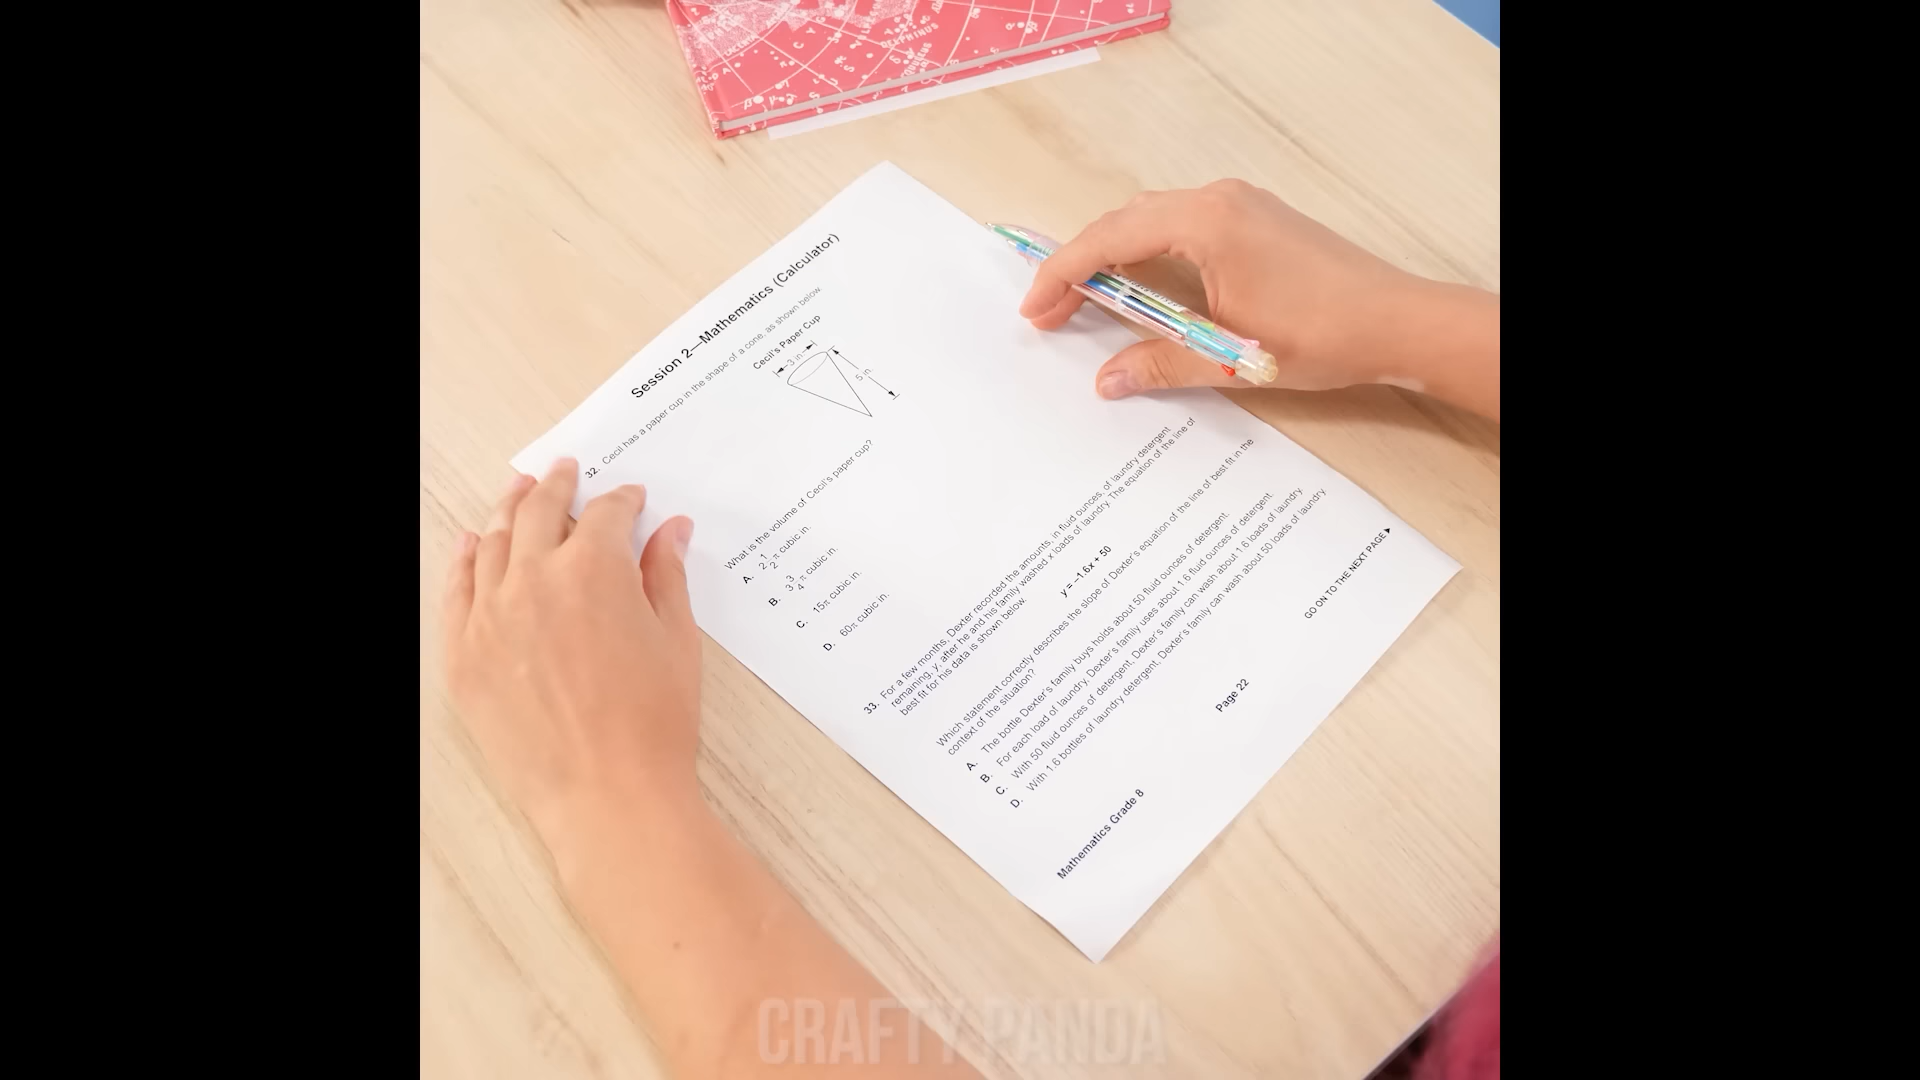 DELPHINUS
Session 2—Mathematics (Calculator)
32. Cecil has a paper cup in the shape of a cone, as shown below.
Cecil's Paper Cup
3 in.
5 in.
What is the volume of Cecil's paper cup?
A. 2 1/2 π cubic in.
B. 3 3/4 π cubic in.
C. 15π cubic in.
D. 60π cubic in.
33. For a few months, Dexter recorded the amounts, in fluid ounces, of laundry detergent
remaining, y, after he and his family washed x loads of laundry. The equation of the line of
best fit for his data is shown below.
y = −1.6x + 50
Which statement correctly describes the slope of Dexter's equation of the line of best fit in the
context of the situation?
A. The bottle Dexter's family buys holds about 50 fluid ounces of detergent.
B. For each load of laundry, Dexter's family uses about 1.6 fluid ounces of detergent.
C. With 50 fluid ounces of detergent, Dexter's family can wash about 1.6 loads of laundry.
D. With 1.6 bottles of laundry detergent, Dexter's family can wash about 50 loads of laundry.
GO ON TO THE NEXT PAGE
Page 22
Mathematics Grade 8
CRAFTY PANDA